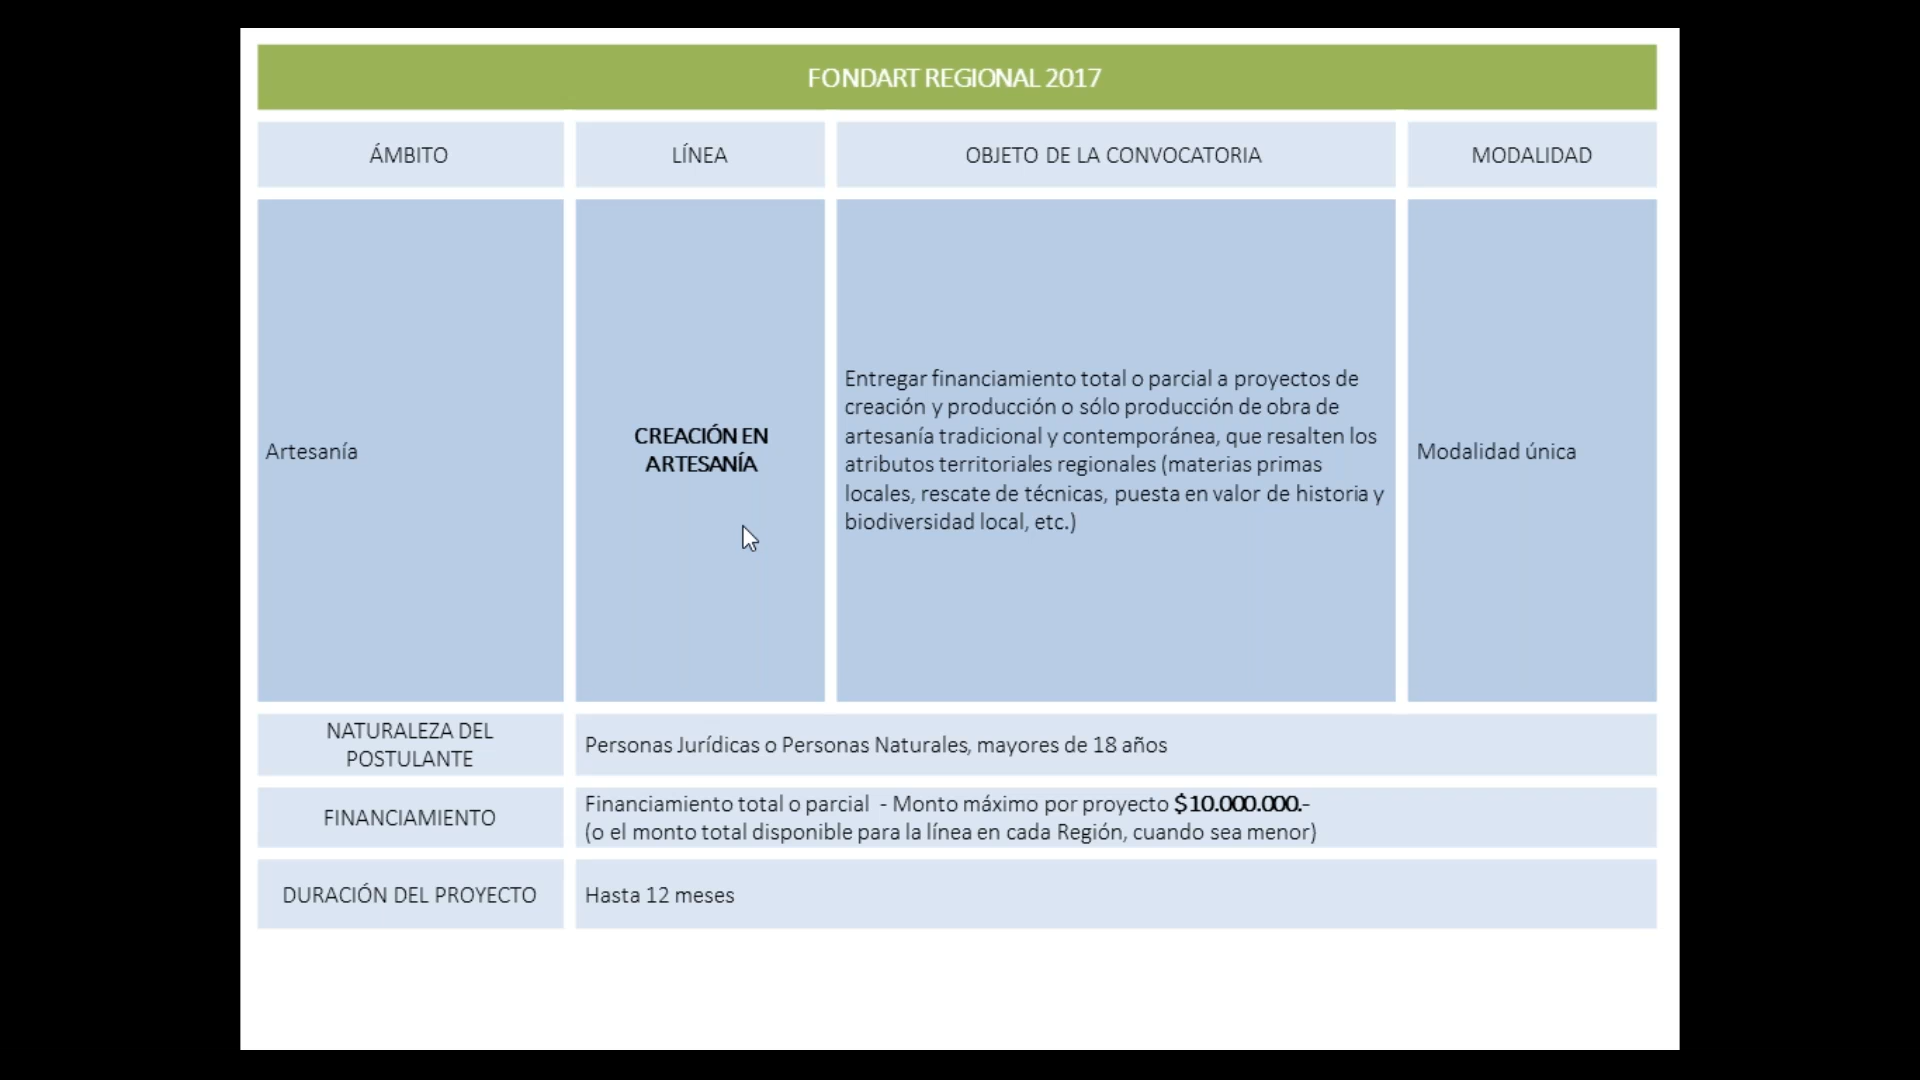 FONDART REGIONAL 2017
ÁMBITO
LÍNEA
OBJETO DE LA CONVOCATORIA
MODALIDAD
Artesanía
CREACIÓN EN
ARTESANÍA
Entregar financiamiento total o parcial a proyectos de
creación y producción o sólo producción de obra de
artesanía tradicional y contemporánea, que resalten los
atributos territoriales regionales (materias primas
locales, rescate de técnicas, puesta en valor de historia y
biodiversidad local, etc.)
Modalidad única
NATURALEZA DEL
POSTULANTE
Personas Jurídicas o Personas Naturales, mayores de 18 años
FINANCIAMIENTO
Financiamiento total o parcial - Monto máximo por proyecto $10.000.000.-
(o el monto total disponible para la línea en cada Región, cuando sea menor)
DURACIÓN DEL PROYECTO
Hasta 12 meses